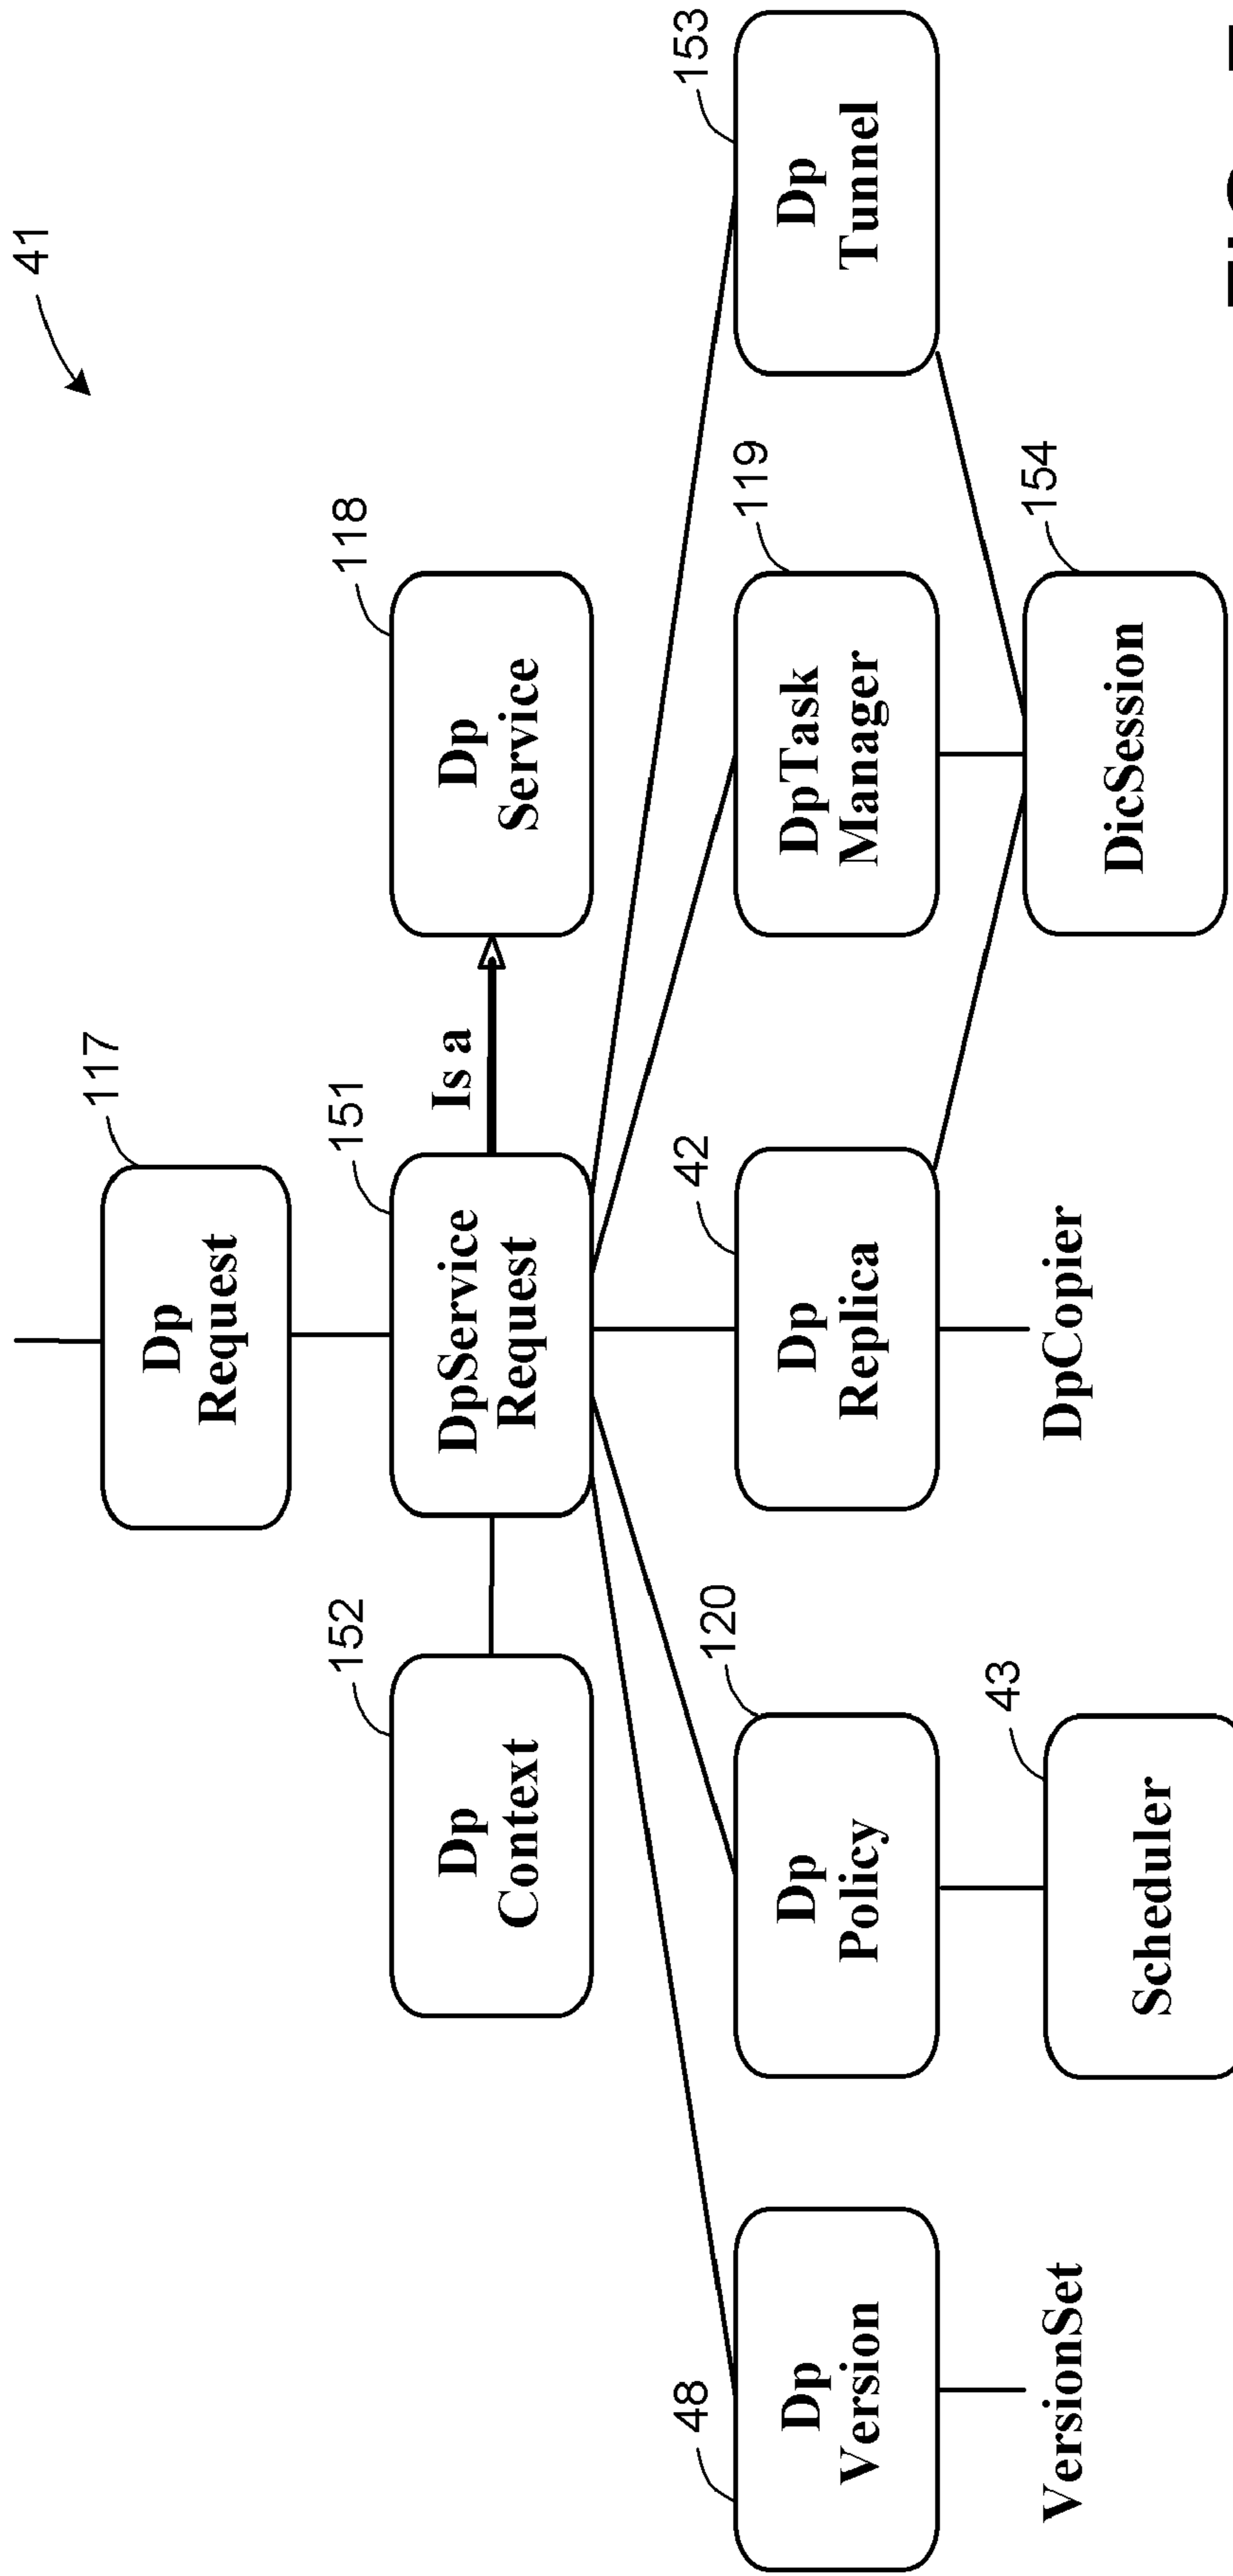 41
117
Dp
Request
152
Dp
Context
151
DpService
Request
Is a
118
Dp
Service
48
Dp
Version
VersionSet
120
Dp
Policy
43
Scheduler
42
Dp
Replica
DpCopier
119
DpTask
Manager
154
DicSession
153
Dp
Tunnel